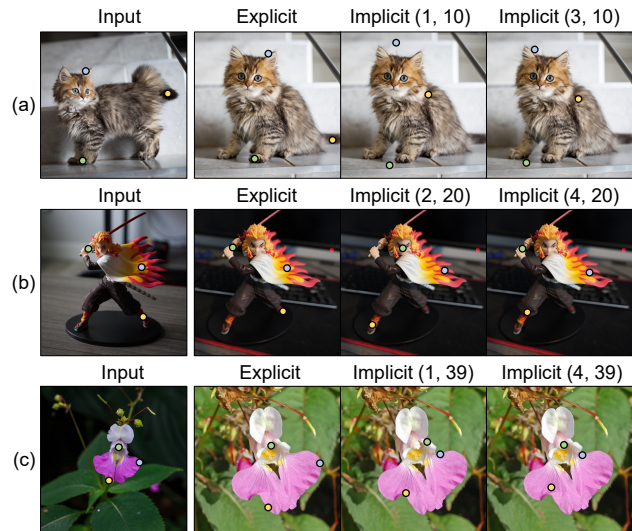 Input Explicit Implicit (1, 10) Implicit (3, 10)
(a)
Input Explicit Implicit (2, 20) Implicit (4, 20)
(b)
Input Explicit Implicit (1, 39) Implicit (4, 39)
(c)